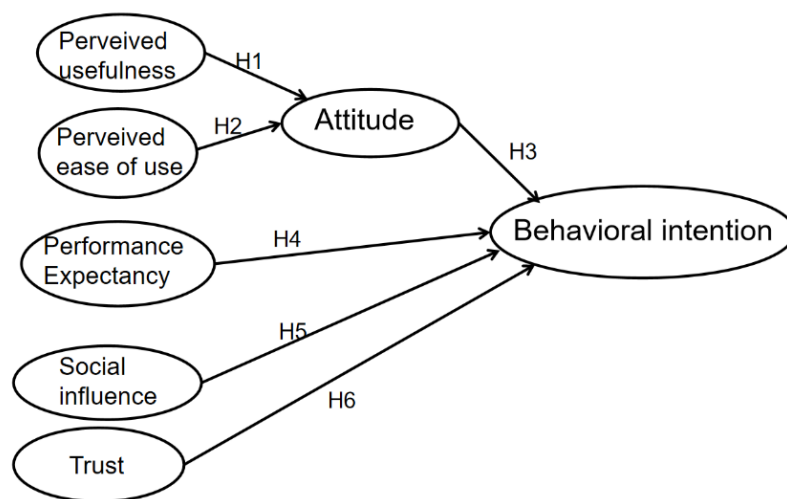 Perveived
usefulness
H1
Attitude
Perveived
ease of use
H2
H3
Behavioral intention
Performance
Expectancy
H4
Social
influence
H5
H6
Trust